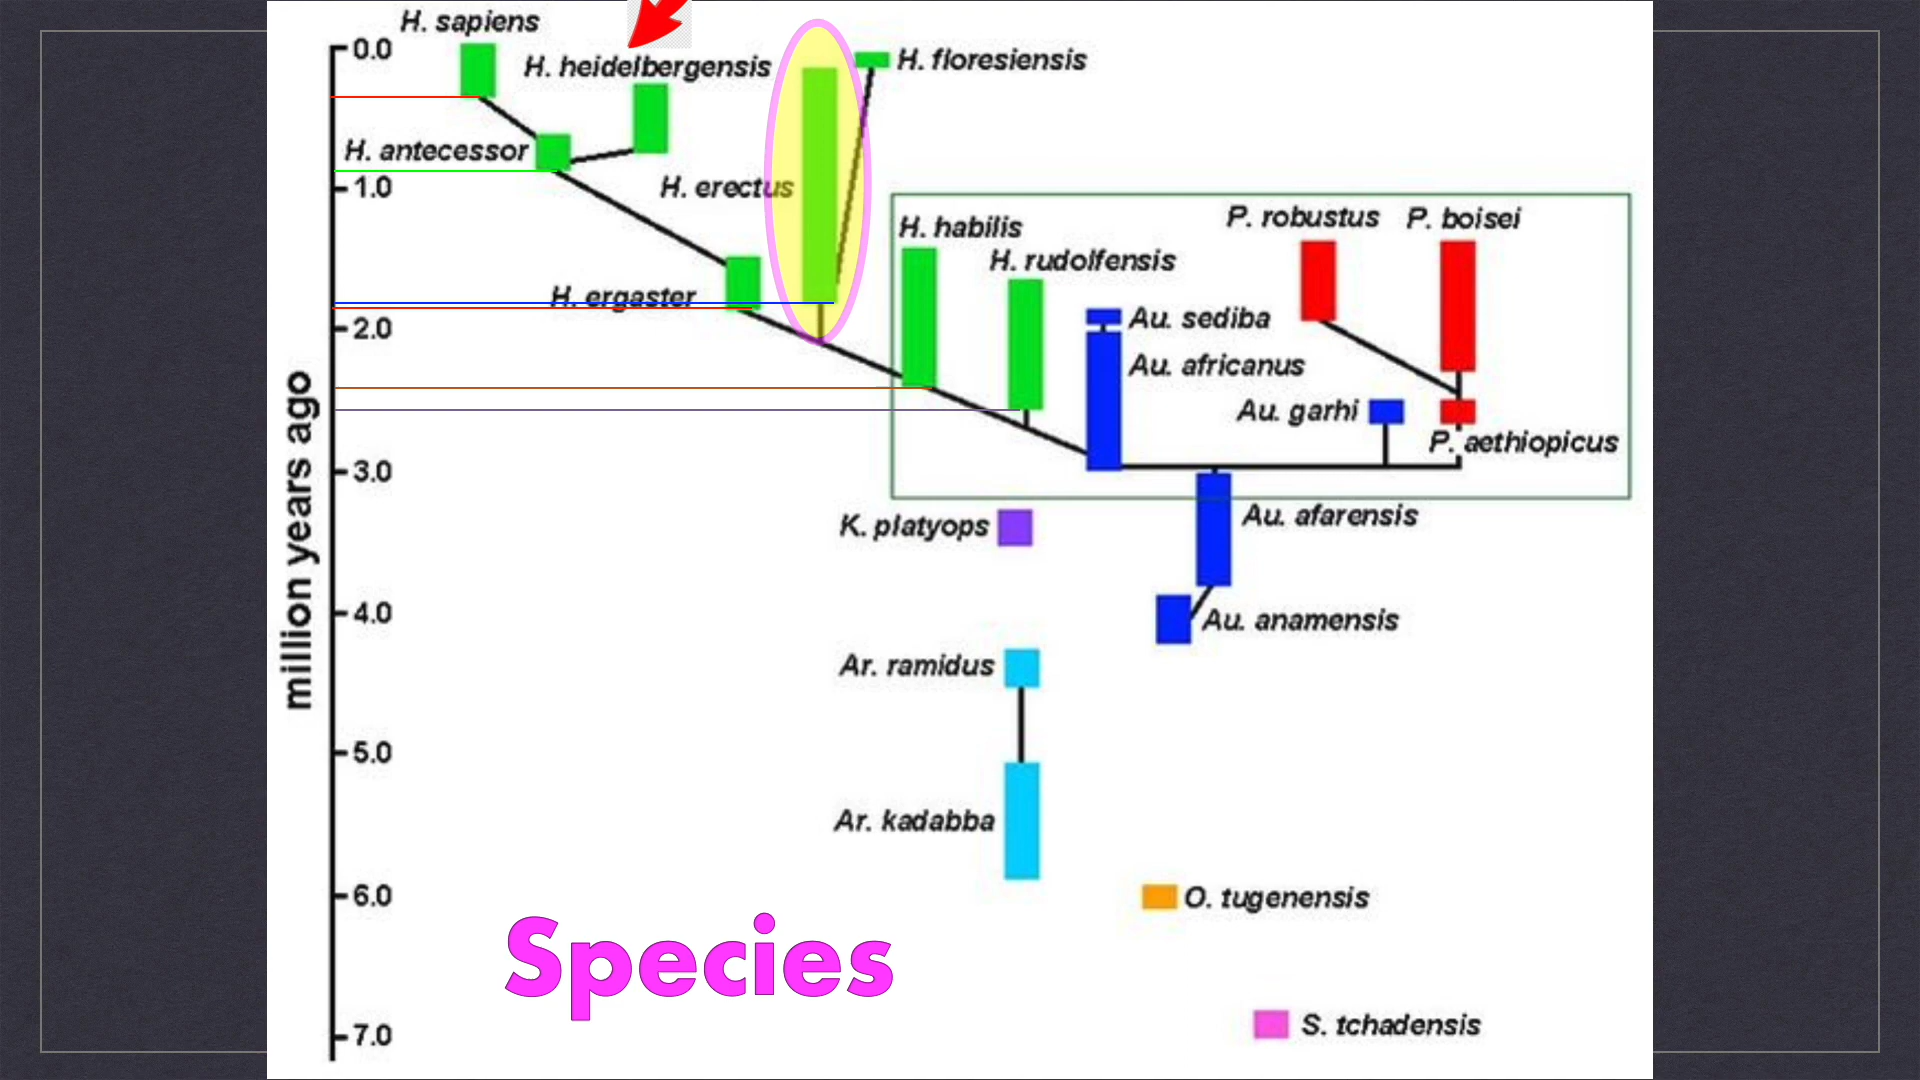 H. sapiens
0.0
H. heidelbergensis
H. floresiensis
H. antecessor
1.0
H. erectus
H. habilis
P. robustus
P. boisei
H. rudolfensis
H. ergaster
2.0
Au. sediba
Au. africanus
Au. garhi
P. aethiopicus
3.0
million years ago
K. platyops
Au. afarensis
4.0
Au. anamensis
Ar. ramidus
5.0
Ar. kadabba
6.0
O. tugenensis
Species
7.0
S. tchadensis